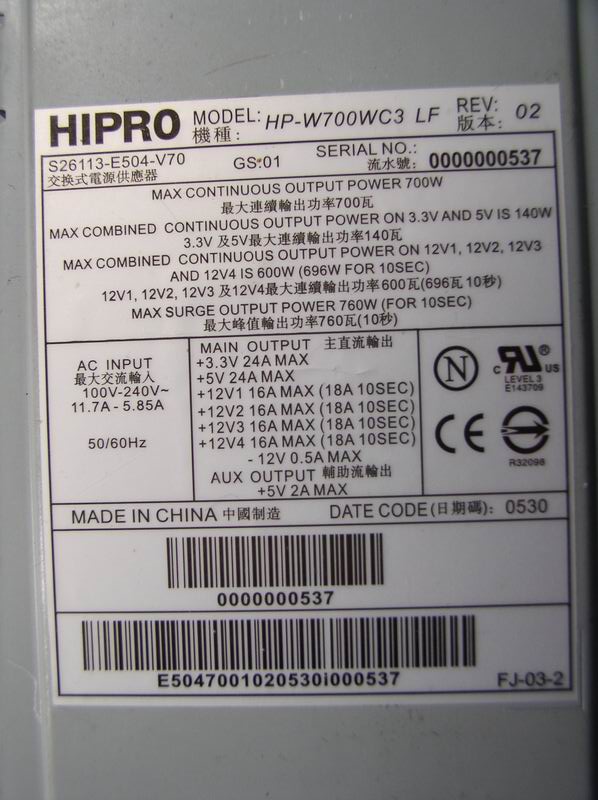 HIPRO MODEL: HP-W700WC3 LF REV: 02
機種: 版本:
S26113-E504-V70 GS:01 SERIAL NO.: 0000000537
交換式電源供應器 流水號:
MAX CONTINUOUS OUTPUT POWER 700W
最大連續輸出功率700瓦
MAX COMBINED CONTINUOUS OUTPUT POWER ON 3.3V AND 5V IS 140W
3.3V 及5V最大連續輸出功率140瓦
MAX COMBINED CONTINUOUS OUTPUT POWER ON 12V1, 12V2, 12V3
AND 12V4 IS 600W (696W FOR 10SEC)
12V1, 12V2, 12V3 及12V4最大連續輸出功率600瓦(696瓦10秒)
MAX SURGE OUTPUT POWER 760W (FOR 10SEC)
最大峰值輸出功率760瓦(10秒)
AC INPUT
最大交流輸入
100V-240V~
11.7A - 5.85A
50/60Hz
MAIN OUTPUT 主直流輸出
+3.3V 24A MAX
+5V 24A MAX
+12V1 16A MAX (18A 10SEC)
+12V2 16A MAX (18A 10SEC)
+12V3 16A MAX (18A 10SEC)
+12V4 16A MAX (18A 10SEC)
- 12V 0.5A MAX
AUX OUTPUT 輔助流輸出
+5V 2A MAX
N
c RU US ®
LEVEL 3
E143709
CE
R32098
MADE IN CHINA 中國制造 DATE CODE (日期碼): 0530
0000000537
E5047001020530i000537 FJ-03-2